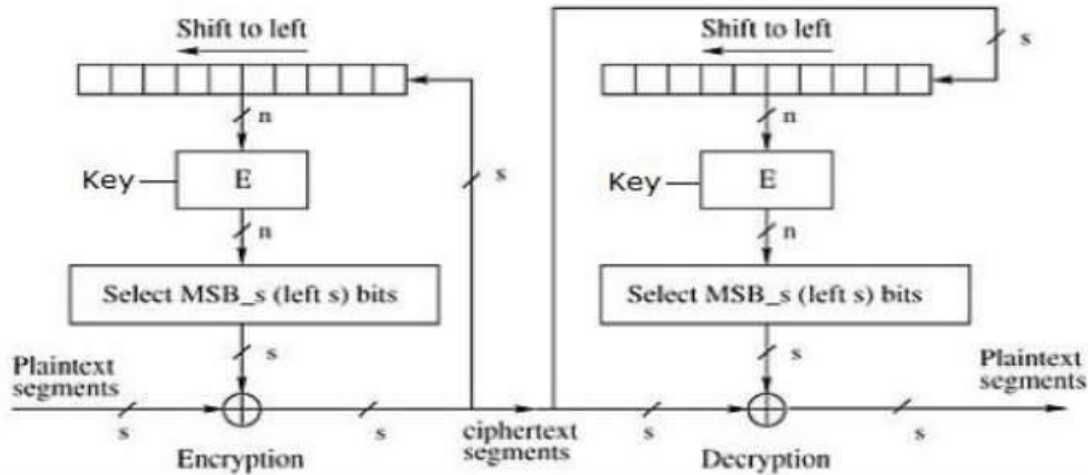 Shift to left
s
n
Key
E
s
n
Select MSB_s (left s) bits
s
Plaintext
segments
s
s
Encryption
ciphertext
segments
Shift to left
s
n
Key
E
n
Select MSB_s (left s) bits
s
Plaintext
segments
s
s
Decryption